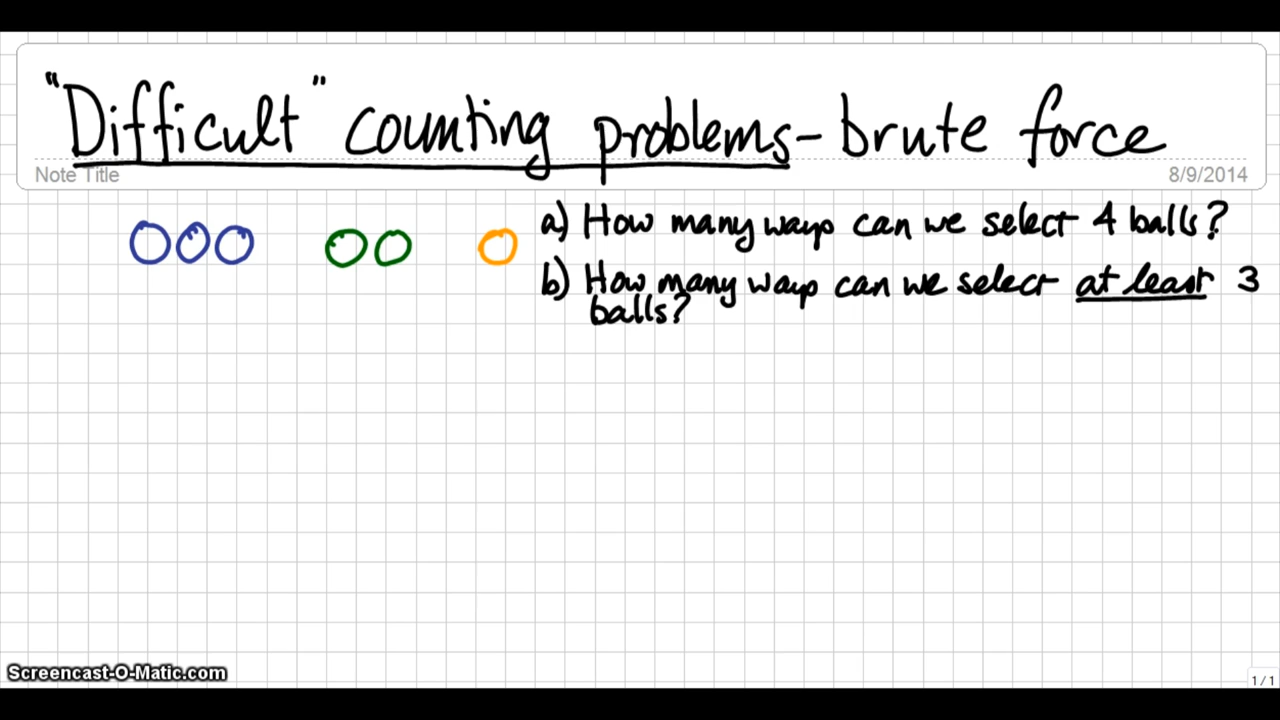 "Difficult" counting problems - brute force
Note Title
8/9/2014
a) How many ways can we select 4 balls?
b) How many ways can we select at least 3
balls?
Screencast-O-Matic.com
1 / 1